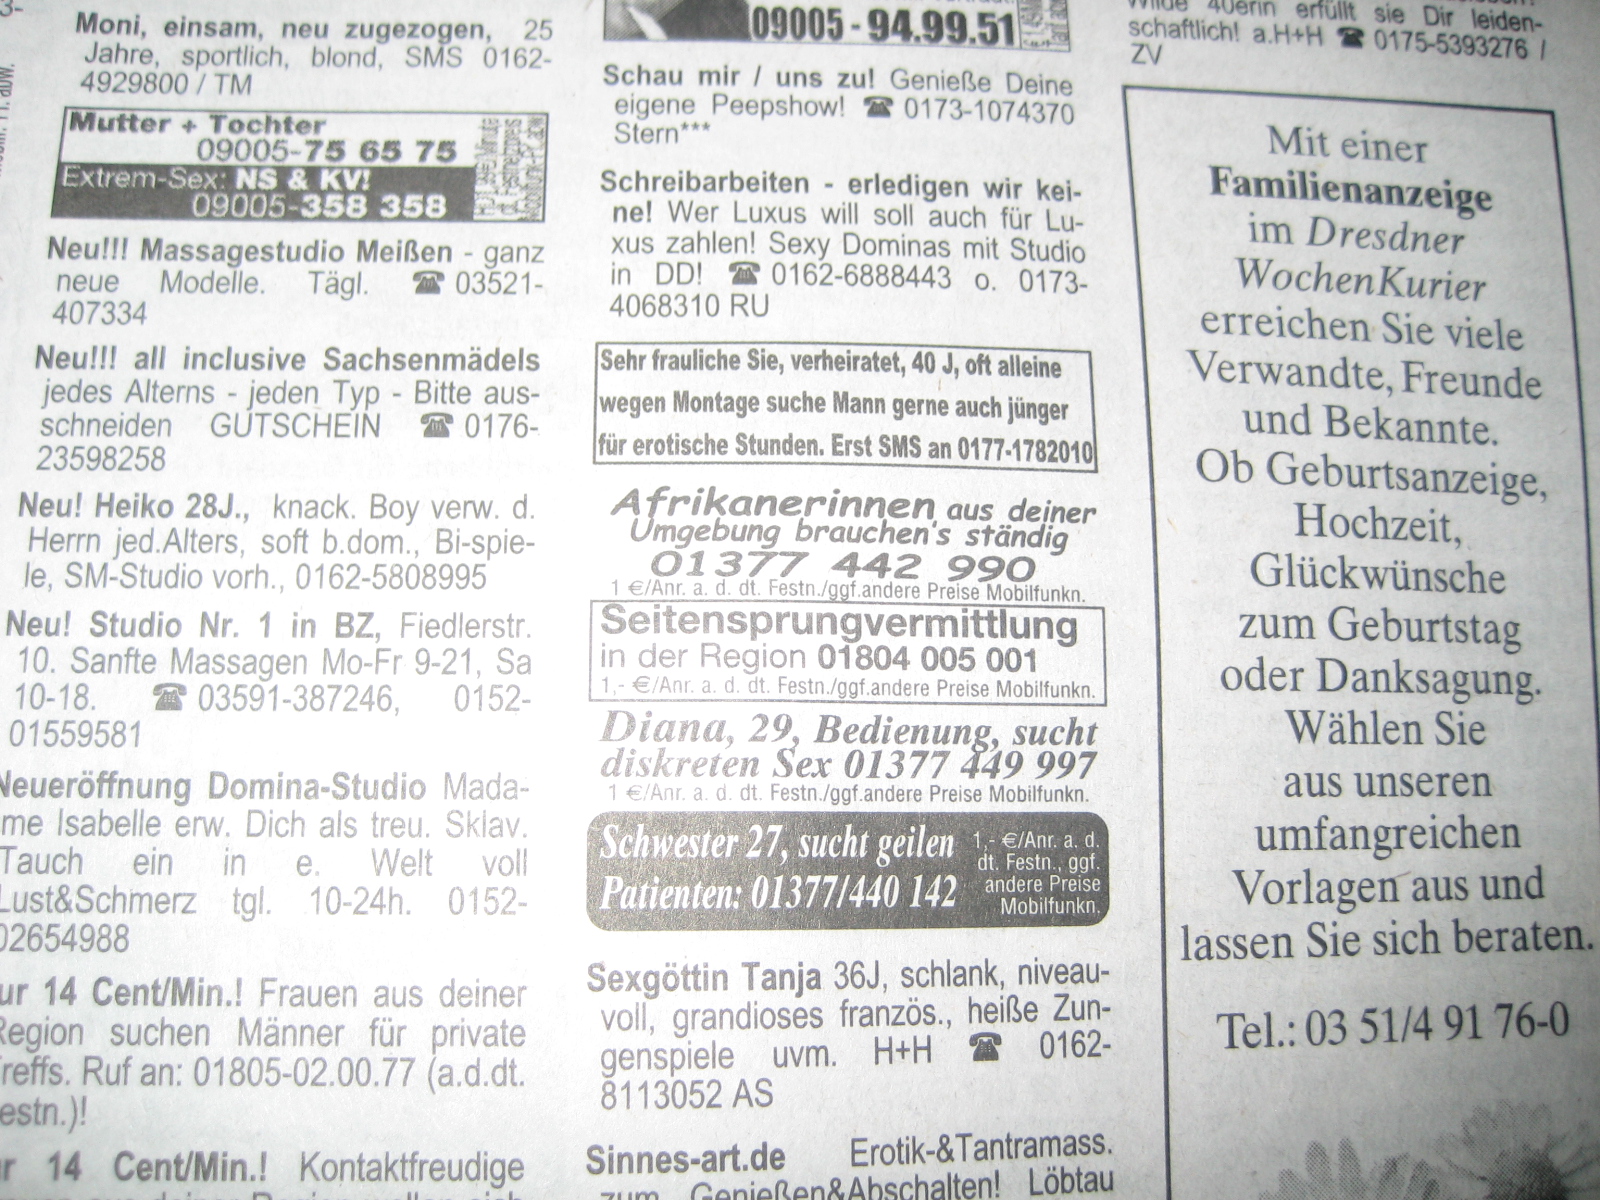 Moni, einsam, neu zugezogen, 25
Jahre, sportlich, blond, SMS 0162-
4929800 / TM
Mutter + Tochter
09005-75 65 75
Extrem-Sex: NS & KV!
09005-358 358
Neu!!! Massagestudio Meißen - ganz
neue Modelle. Tägl. ☎ 03521-
407334
Neu!!! all inclusive Sachsenmädels
jedes Alterns - jeden Typ - Bitte aus-
schneiden GUTSCHEIN ☎ 0176-
23598258
Neu! Heiko 28J., knack. Boy verw. d.
Herrn jed.Alters, soft b.dom., Bi-spie-
le, SM-Studio vorh., 0162-5808995
Neu! Studio Nr. 1 in BZ, Fiedlerstr.
10. Sanfte Massagen Mo-Fr 9-21, Sa
10-18. ☎ 03591-387246, 0152-
01559581
Neueröffnung Domina-Studio Mada-
me Isabelle erw. Dich als treu. Sklav.
Tauch ein in e. Welt voll
Lust&Schmerz tgl. 10-24h. 0152-
02654988
ur 14 Cent/Min.! Frauen aus deiner
Region suchen Männer für private
reffs. Ruf an: 01805-02.00.77 (a.d.dt.
estn.)!
r 14 Cent/Min.! Kontaktfreudige
09005-94.99.51
Schau mir / uns zu! Genieße Deine
eigene Peepshow! ☎ 0173-1074370
Stern***
Schreibarbeiten - erledigen wir kei-
ne! Wer Luxus will soll auch für Lu-
xus zahlen! Sexy Dominas mit Studio
in DD! ☎ 0162-6888443 o. 0173-
4068310 RU
Sehr frauliche Sie, verheiratet, 40 J, oft alleine
wegen Montage suche Mann gerne auch jünger
für erotische Stunden. Erst SMS an 0177-1782010
Afrikanerinnen aus deiner
Umgebung brauchen's ständig
01377 442 990
1 €/Anr. a. d. dt. Festn./ggf.andere Preise Mobilfunkn.
Seitensprungvermittlung
in der Region 01804 005 001
1,- €/Anr. a. d. dt. Festn./ggf.andere Preise Mobilfunkn.
Diana, 29, Bedienung, sucht
diskreten Sex 01377 449 997
1 €/Anr. a. d. dt. Festn./ggf.andere Preise Mobilfunkn.
Schwester 27, sucht geilen
Patienten: 01377/440 142
1,- €/Anr. a. d.
dt. Festn., ggf.
andere Preise
Mobilfunkn.
Sexgöttin Tanja 36J, schlank, niveau-
voll, grandioses französ., heiße Zun-
genspiele uvm. H+H ☎ 0162-
8113052 AS
Sinnes-art.de Erotik-&Tantramass.
zum Genießen&Abschalten! Löbtau
Wilde 40erin erfüllt sie Dir leiden-
schaftlich! a.H+H ☎ 0175-5393276 /
ZV
Mit einer
Familienanzeige
im Dresdner
WochenKurier
erreichen Sie viele
Verwandte, Freunde
und Bekannte.
Ob Geburtsanzeige,
Hochzeit,
Glückwünsche
zum Geburtstag
oder Danksagung.
Wählen Sie
aus unseren
umfangreichen
Vorlagen aus und
lassen Sie sich beraten.
Tel.: 03 51/4 91 76-0